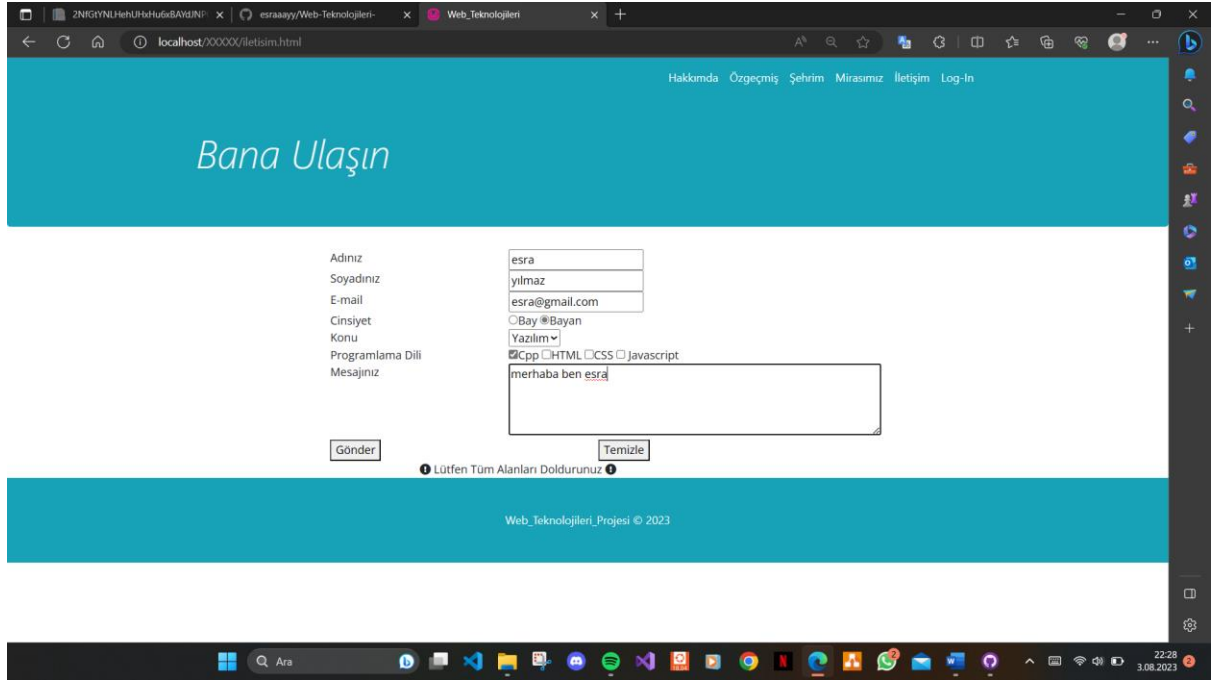 2NfGtYNLHehUHxHu6xBAYdJNP
esraaayy/Web-Teknolojileri-
Web_Teknolojileri
localhost/XXXXX/iletisim.html
Hakkımda Özgeçmiş Şehrim Mirasımız İletişim Log-In
Bana Ulaşın
Adınız esra
Soyadınız yılmaz
E-mail esra@gmail.com
Cinsiyet Bay Bayan
Konu Yazılım
Programlama Dili Cpp HTML CSS Javascript
Mesajınız merhaba ben esra
Gönder Temizle
Lütfen Tüm Alanları Doldurunuz
Web_Teknolojileri_Projesi © 2023
Ara
22:28
3.08.2023